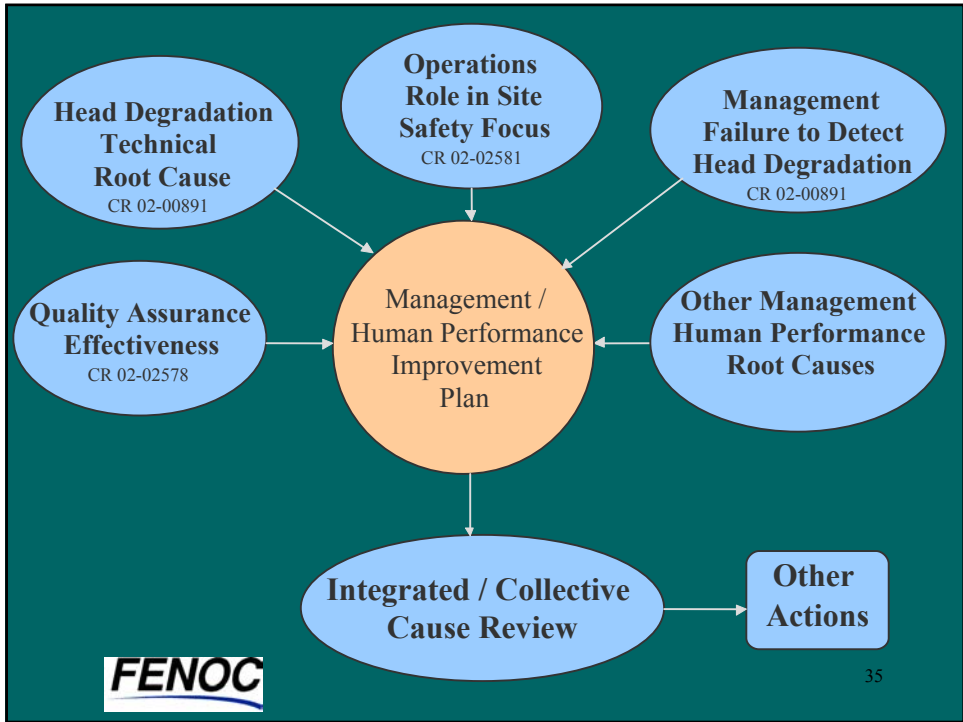 Head Degradation
Technical
Root Cause
CR 02-00891
Operations
Role in Site
Safety Focus
CR 02-02581
Management
Failure to Detect
Head Degradation
CR 02-00891
Quality Assurance
Effectiveness
CR 02-02578
Management /
Human Performance
Improvement
Plan
Other Management
Human Performance
Root Causes
Integrated / Collective
Cause Review
Other
Actions
FENOC
35